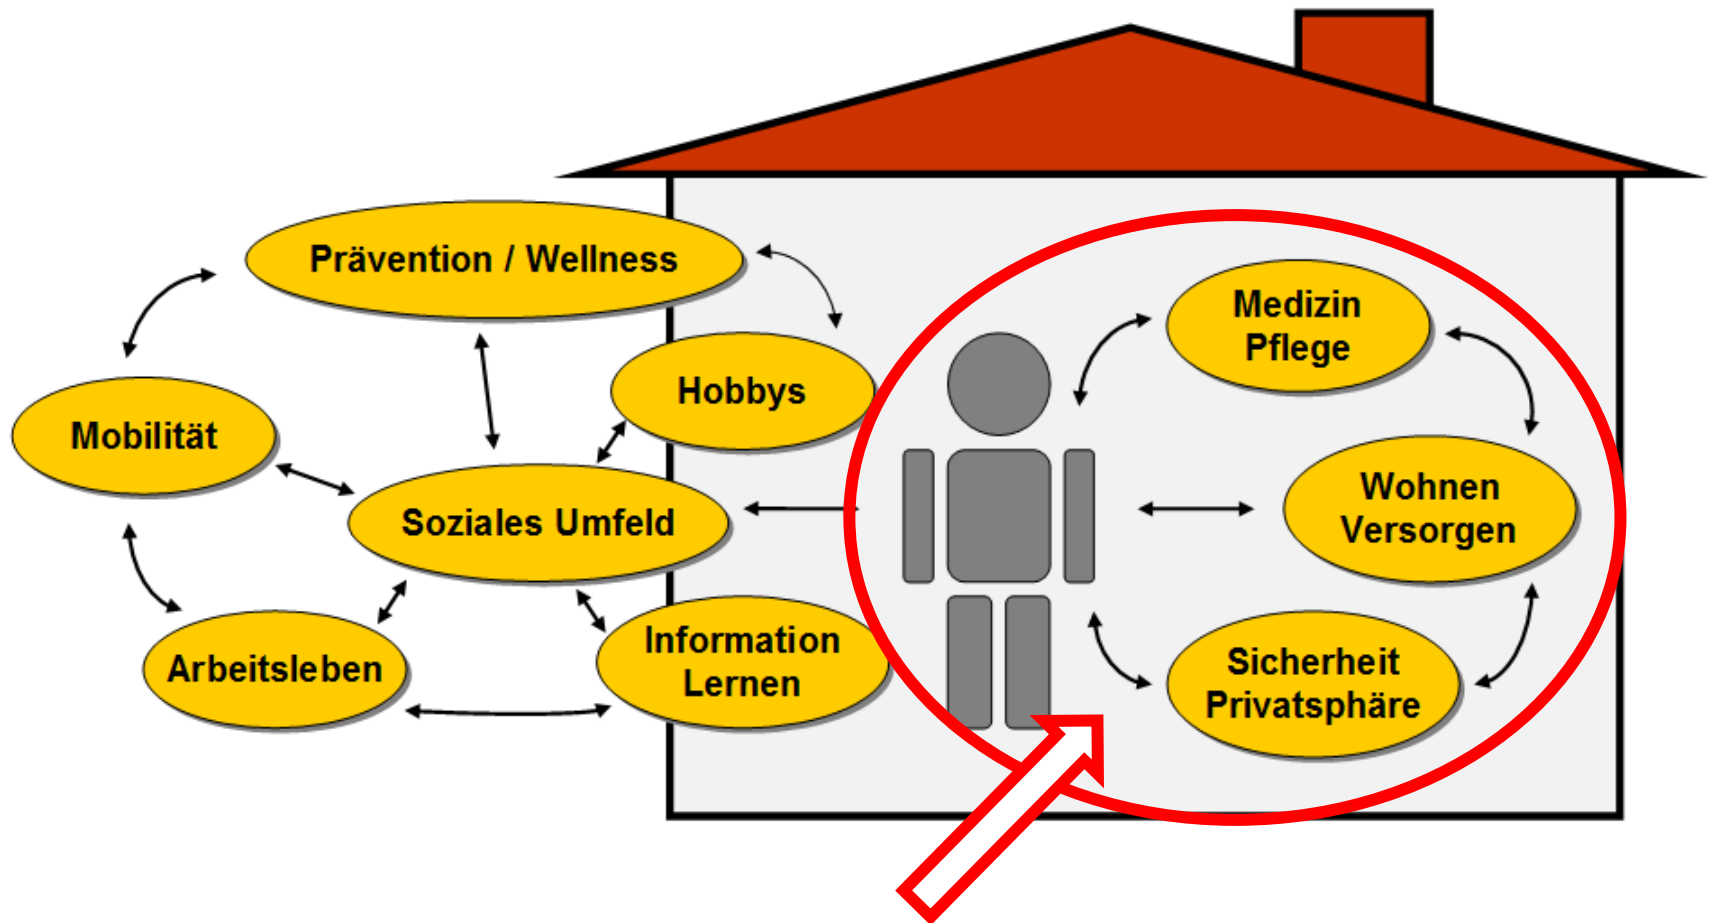 Prävention / Wellness
Medizin
Pflege
Hobbys
Mobilität
Wohnen
Versorgen
Soziales Umfeld
Information
Lernen
Arbeitsleben
Sicherheit
Privatsphäre